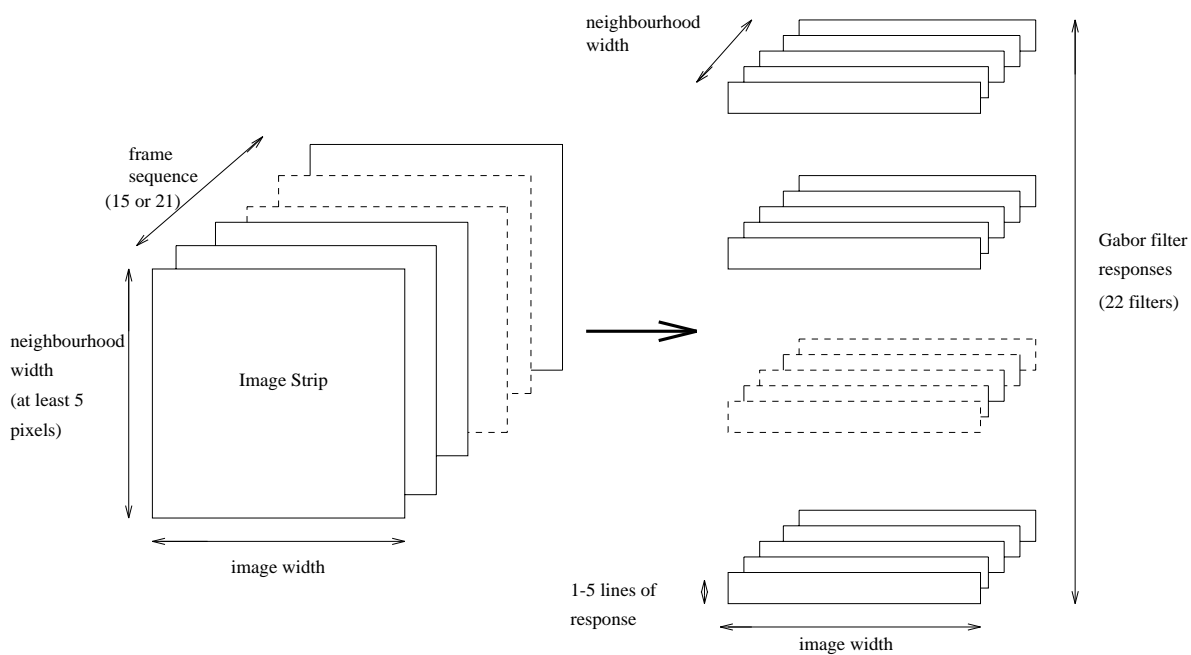 neighbourhood
width
frame
sequence
(15 or 21)
neighbourhood
width
(at least 5
pixels)
Image Strip
image width
Gabor filter
responses
(22 filters)
1-5 lines of
response
image width